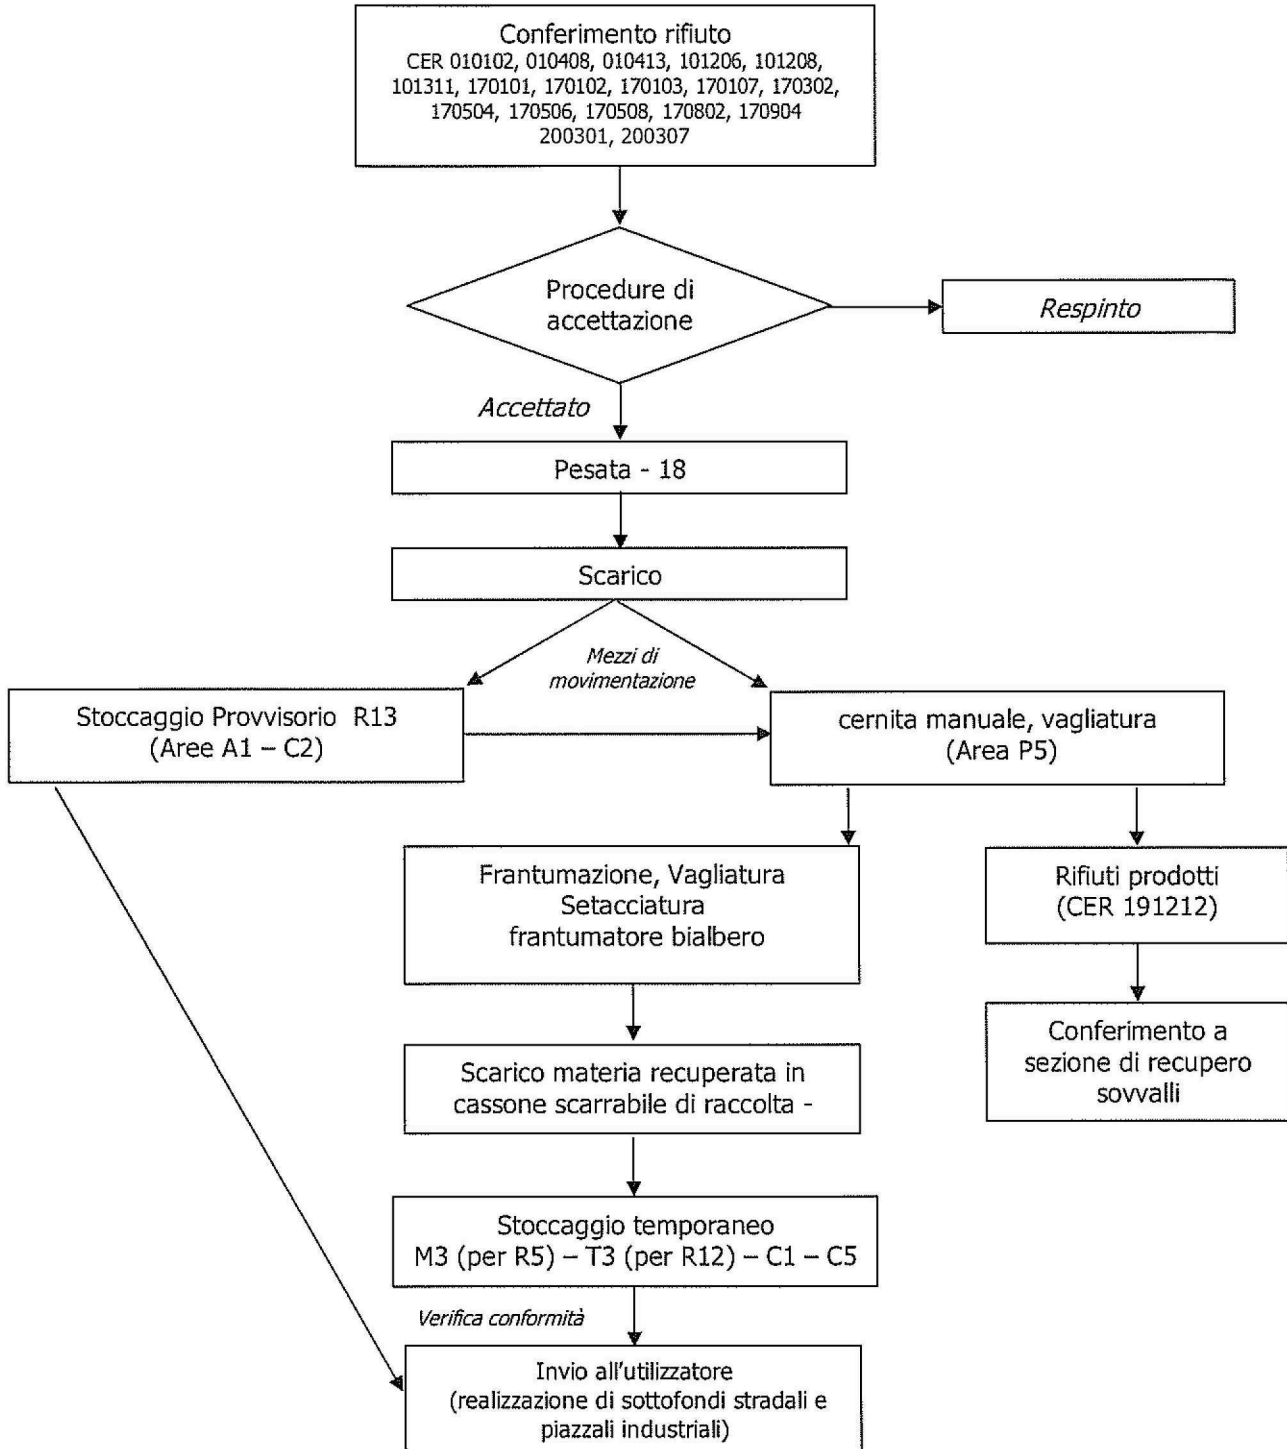 Conferimento rifiuto
CER 010102, 010408, 010413, 101206, 101208,
101311, 170101, 170102, 170103, 170107, 170302,
170504, 170506, 170508, 170802, 170904
200301, 200307
Procedure di
accettazione
Respinto
Accettato
Pesata - 18
Scarico
Mezzi di
movimentazione
Stoccaggio Provvisorio R13
(Aree A1 – C2)
cernita manuale, vagliatura
(Area P5)
Frantumazione, Vagliatura
Setacciatura
frantumatore bialbero
Rifiuti prodotti
(CER 191212)
Scarico materia recuperata in
cassone scarrabile di raccolta -
Conferimento a
sezione di recupero
sovvalli
Stoccaggio temporaneo
M3 (per R5) – T3 (per R12) – C1 – C5
Verifica conformità
Invio all'utilizzatore
(realizzazione di sottofondi stradali e
piazzali industriali)